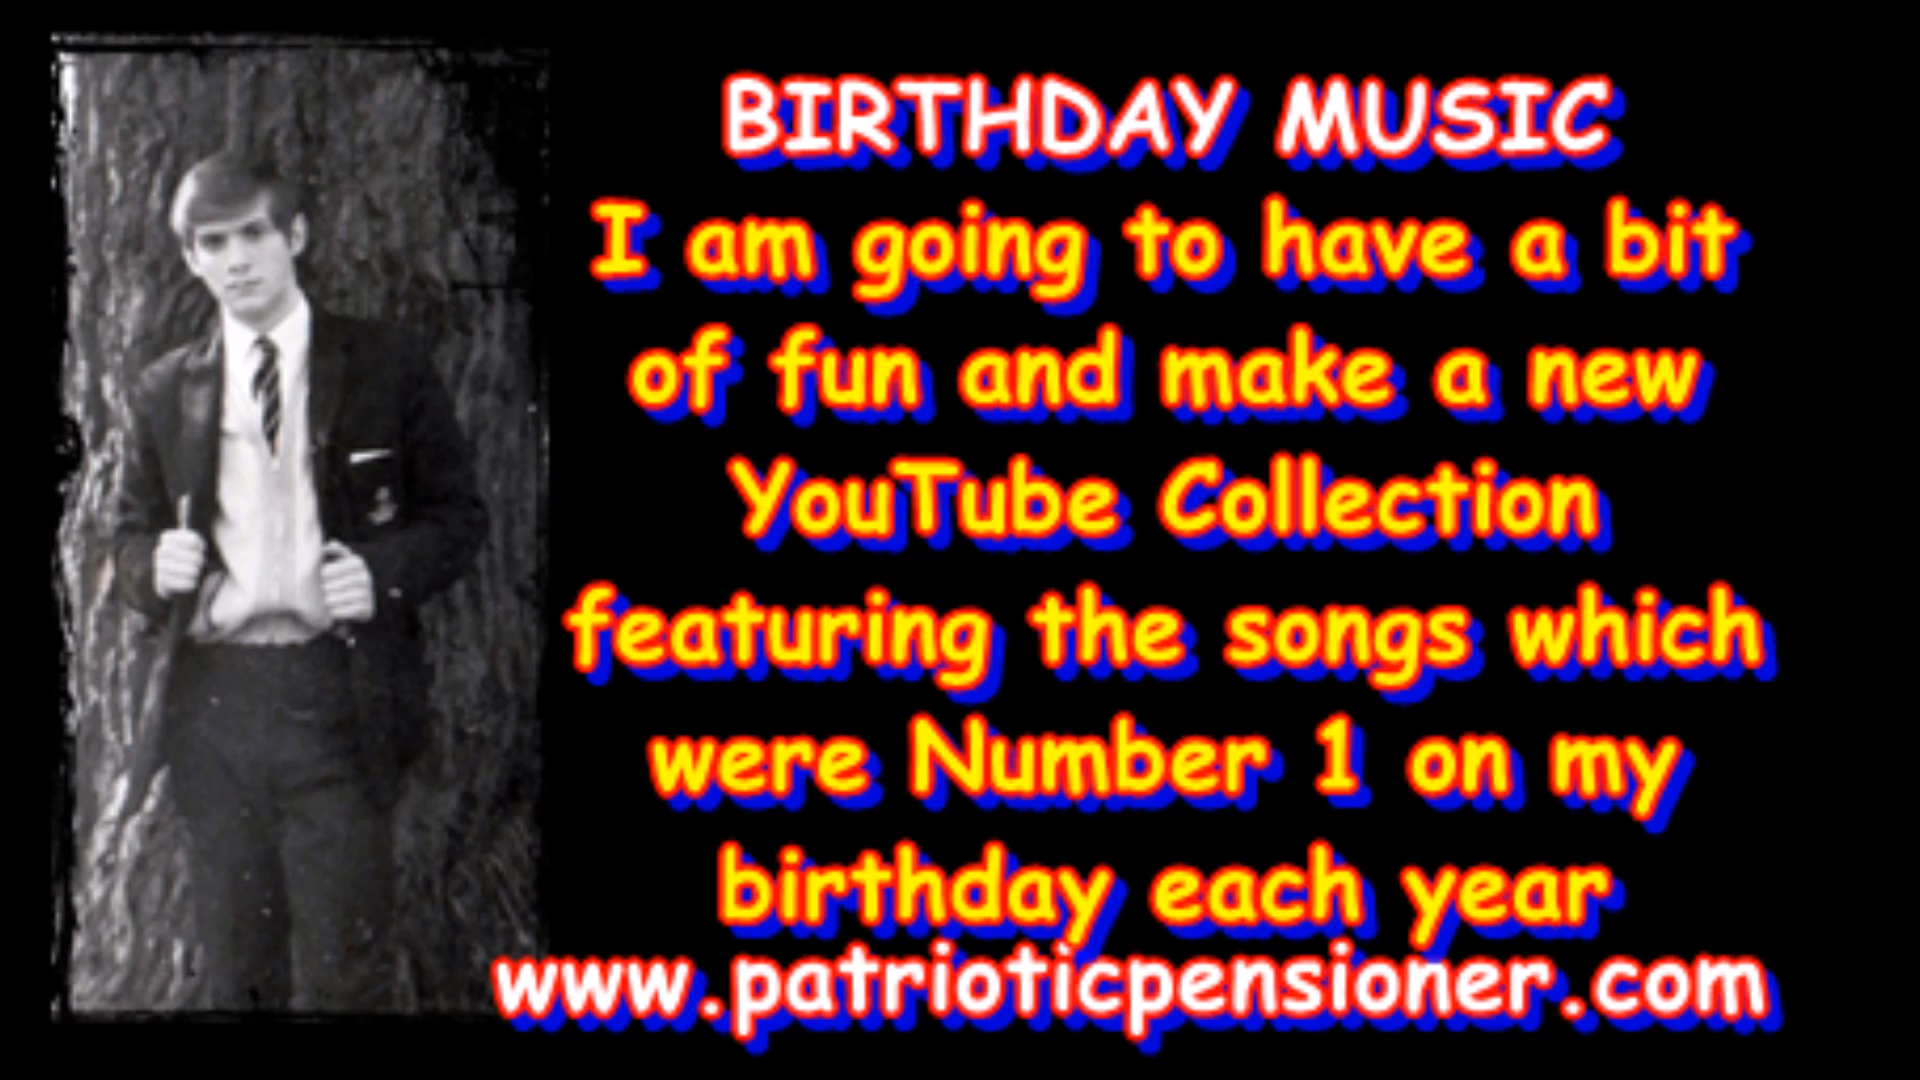 BIRTHDAY MUSIC
I am going to have a bit
of fun and make a new
YouTube Collection
featuring the songs which
were Number 1 on my
birthday each year
www.patrioticpensioner.com